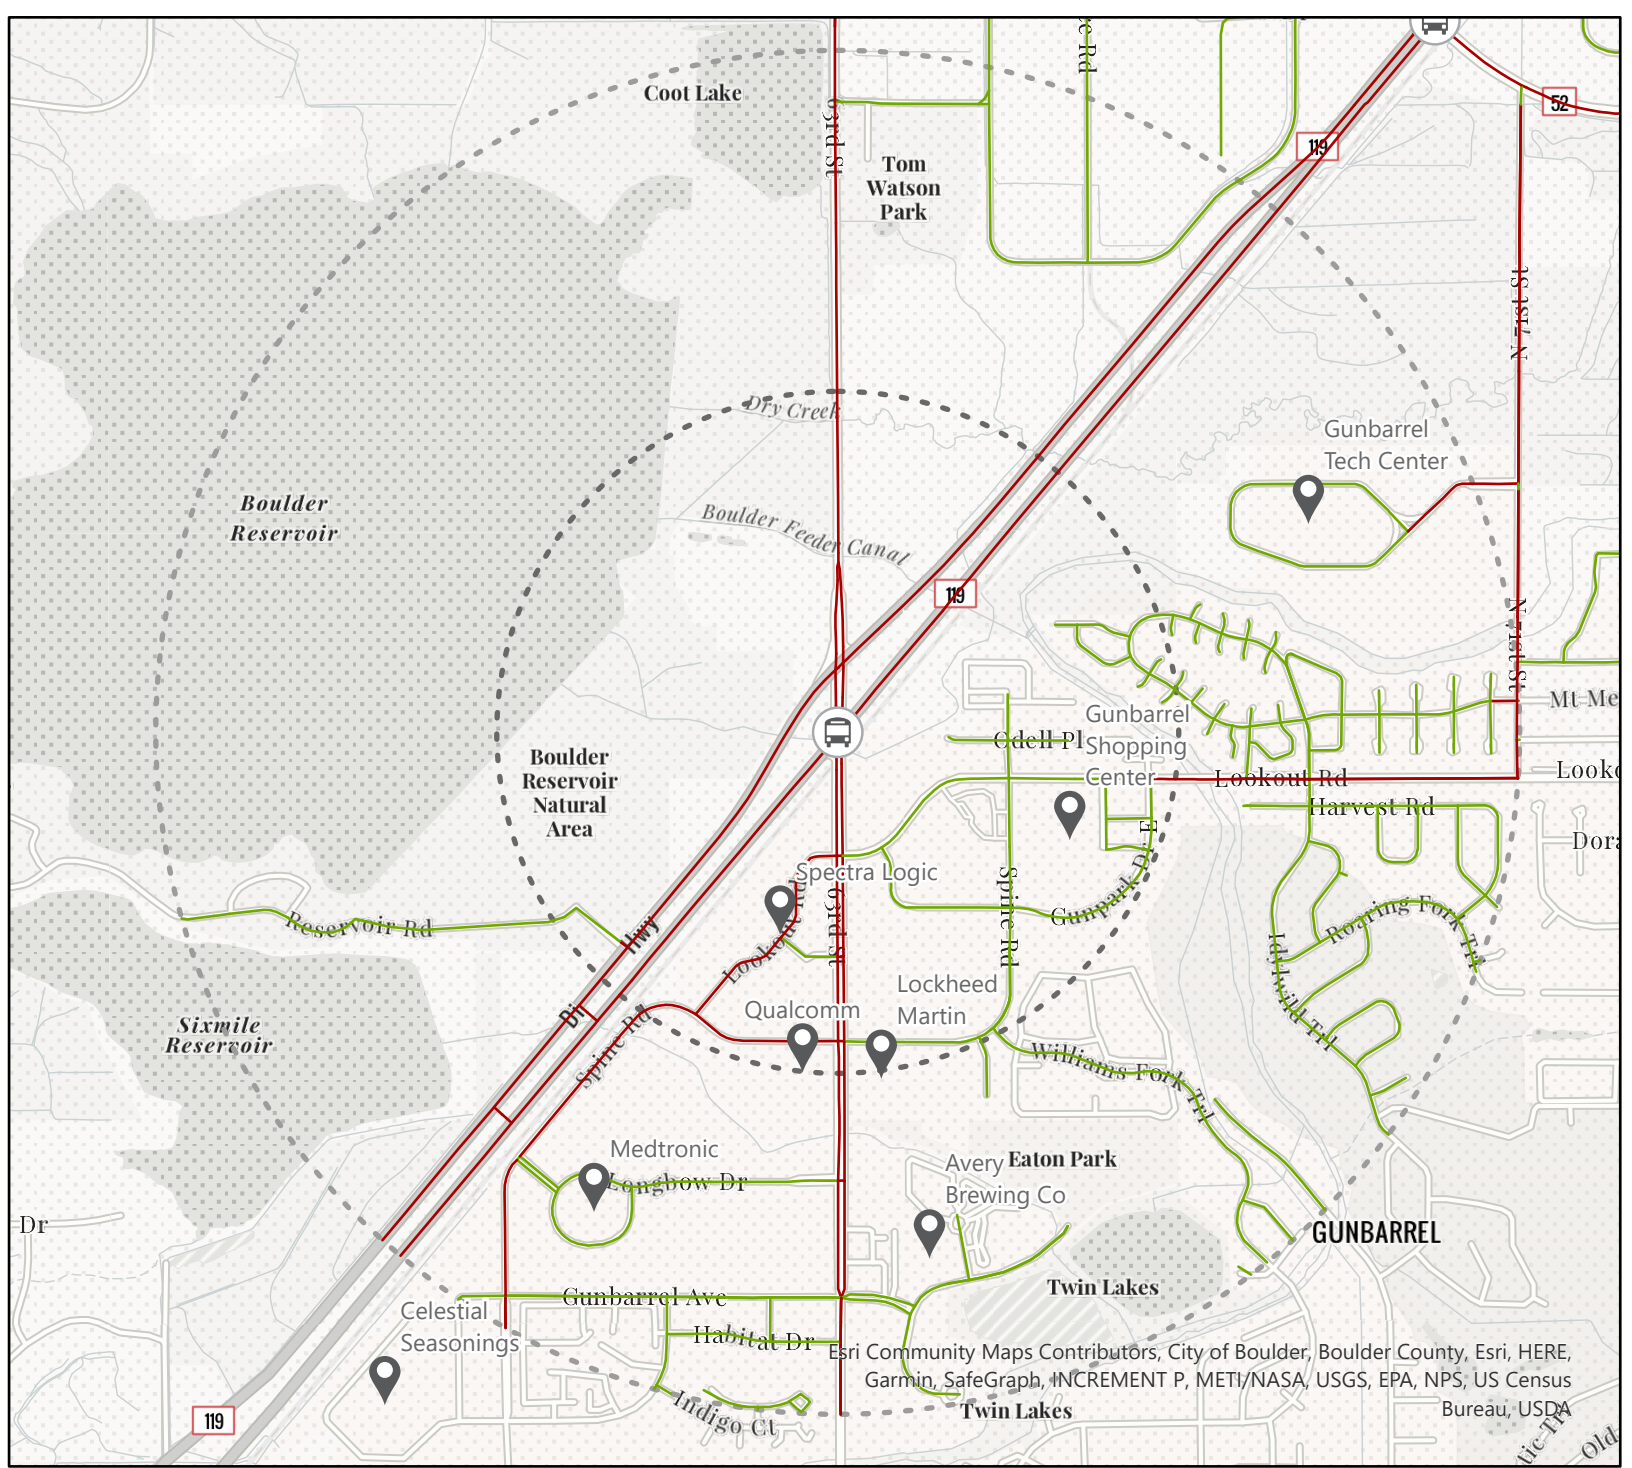 Coot Lake
52
63rd St
119
Tom
Watson
Park
N 71st St
Dry Creek
Gunbarrel
Tech Center
Boulder
Reservoir
Boulder Feeder Canal
119
N 71st St
Mt Me
Gunbarrel
Shopping
Center
Odell Pl
Boulder
Reservoir
Natural
Area
Lookout Rd
Harvest Rd
Spectra Logic
63rd St
Reservoir Rd
Hwy
Lookout Rd
Spine Rd
Gunpark Dr
Roaring Fork Trl
Idylwild Trl
Lockheed
Martin
Qualcomm
Sixmile
Reservoir
Spine Rd
Williams Fork Trl
Medtronic
Longbow Dr
Avery
Brewing Co
Eaton Park
Dr
GUNBARREL
Twin Lakes
Gunbarrel Ave
Celestial
Seasonings
Habitat Dr
Esri Community Maps Contributors, City of Boulder, Boulder County, Esri, HERE,
Garmin, SafeGraph, INCREMENT P, METI/NASA, USGS, EPA, NPS, US Census
Bureau, USDA
Indigo Ct
Twin Lakes
119
tic Trl
Old